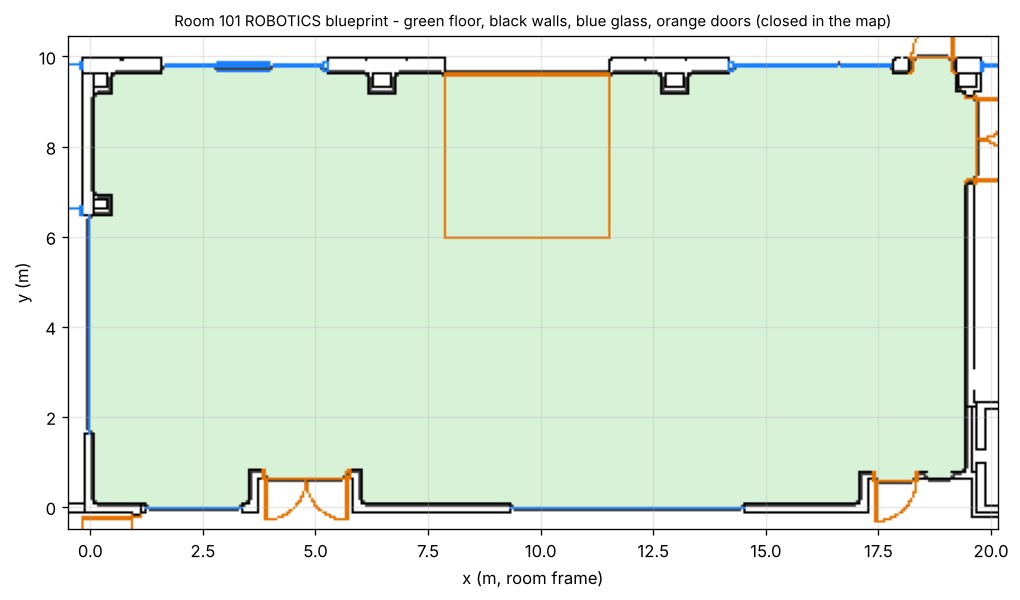 Room 101 ROBOTICS blueprint - green floor, black walls, blue glass, orange doors (closed in the map)
10
8
6
4
2
0
y (m)
0.0 2.5 5.0 7.5 10.0 12.5 15.0 17.5 20.0
x (m, room frame)